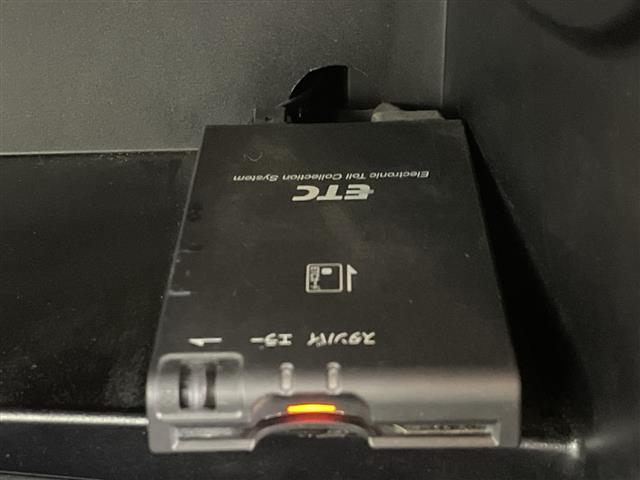 Electronic Toll Collection System
ETC
スタンバイ エラー